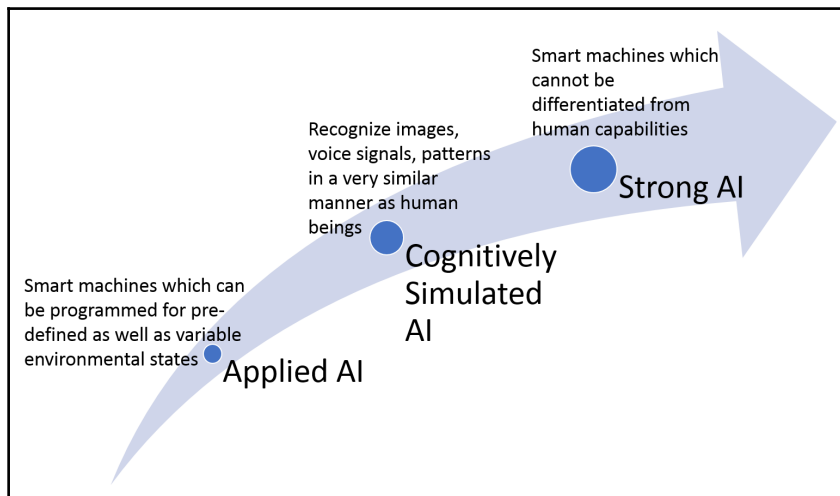 Smart machines which can
be programmed for pre-
defined as well as variable
environmental states
Applied AI
Recognize images,
voice signals, patterns
in a very similar
manner as human
beings
Cognitively
Simulated
AI
Smart machines which
cannot be
differentiated from
human capabilities
Strong AI